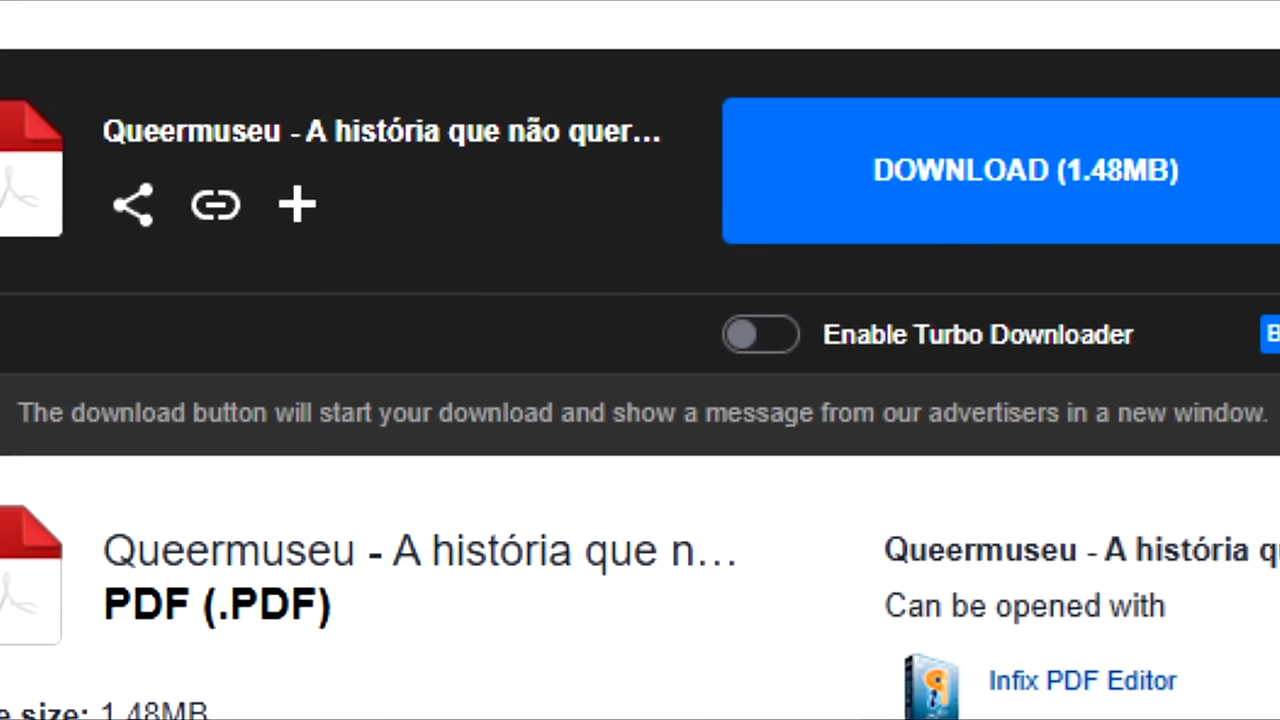 Queermuseu - A história que não quer...
DOWNLOAD (1.48MB)
Enable Turbo Downloader
B
The download button will start your download and show a message from our advertisers in a new window.
Queermuseu - A história que n...
PDF (.PDF)
Queermuseu - A história q
Can be opened with
Infix PDF Editor
e size: 1.48MB